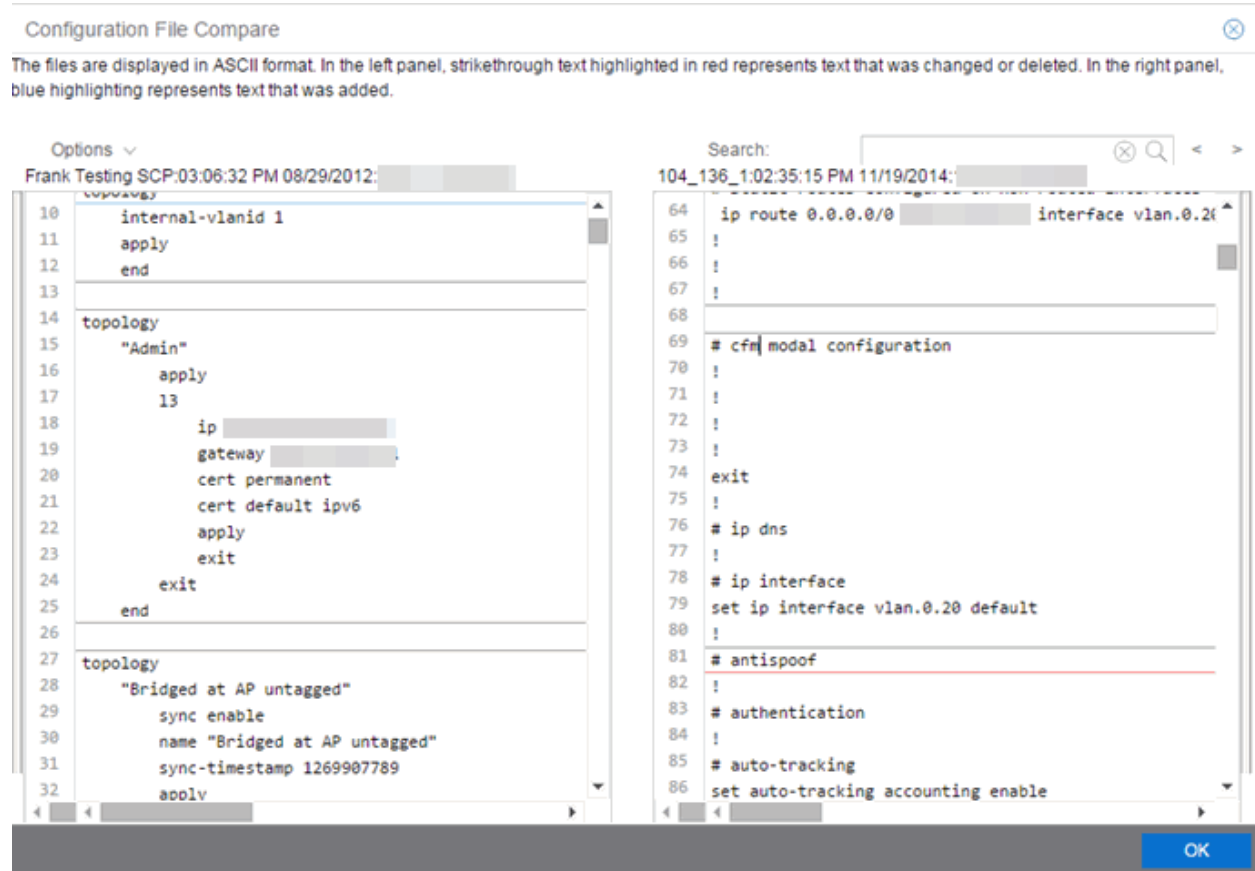 Configuration File Compare
The files are displayed in ASCII format. In the left panel, strikethrough text highlighted in red represents text that was changed or deleted. In the right panel,
blue highlighting represents text that was added.
Options
Frank Testing SCP:03:06:32 PM 08/29/2012:
topology
10 internal-vlanid 1
11 apply
12 end
13
14 topology
15 "Admin"
16 apply
17 l3
18 ip
19 gateway
20 cert permanent
21 cert default ipv6
22 apply
23 exit
24 exit
25 end
26
27 topology
28 "Bridged at AP untagged"
29 sync enable
30 name "Bridged at AP untagged"
31 sync-timestamp 1269907789
32 apply
Search:
< >
104_136_1:02:35:15 PM 11/19/2014:
64 ip route 0.0.0.0/0 interface vlan.0.20
65 !
66 !
67 !
68
69 # cfm modal configuration
70 !
71 !
72 !
73 !
74 exit
75 !
76 # ip dns
77 !
78 # ip interface
79 set ip interface vlan.0.20 default
80 !
81 # antispoof
82 !
83 # authentication
84 !
85 # auto-tracking
86 set auto-tracking accounting enable
OK